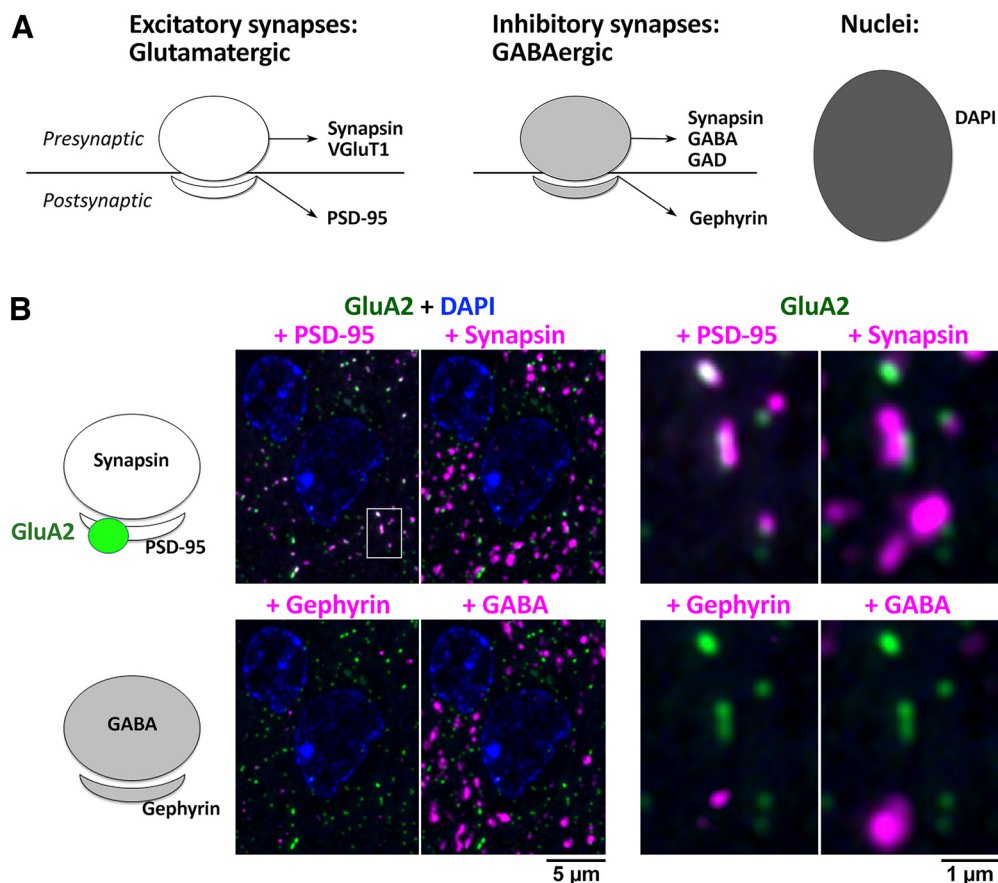 A
Excitatory synapses:
Glutamatergic
Inhibitory synapses:
GABAergic
Nuclei:
Presynaptic
Postsynaptic
Synapsin
VGluT1
PSD-95
Synapsin
GABA
GAD
Gephyrin
DAPI
B
GluA2 + DAPI
GluA2
+ PSD-95
+ Synapsin
+ PSD-95
+ Synapsin
Synapsin
GluA2
PSD-95
+ Gephyrin
+ GABA
+ Gephyrin
+ GABA
GABA
Gephyrin
5 µm
1 µm